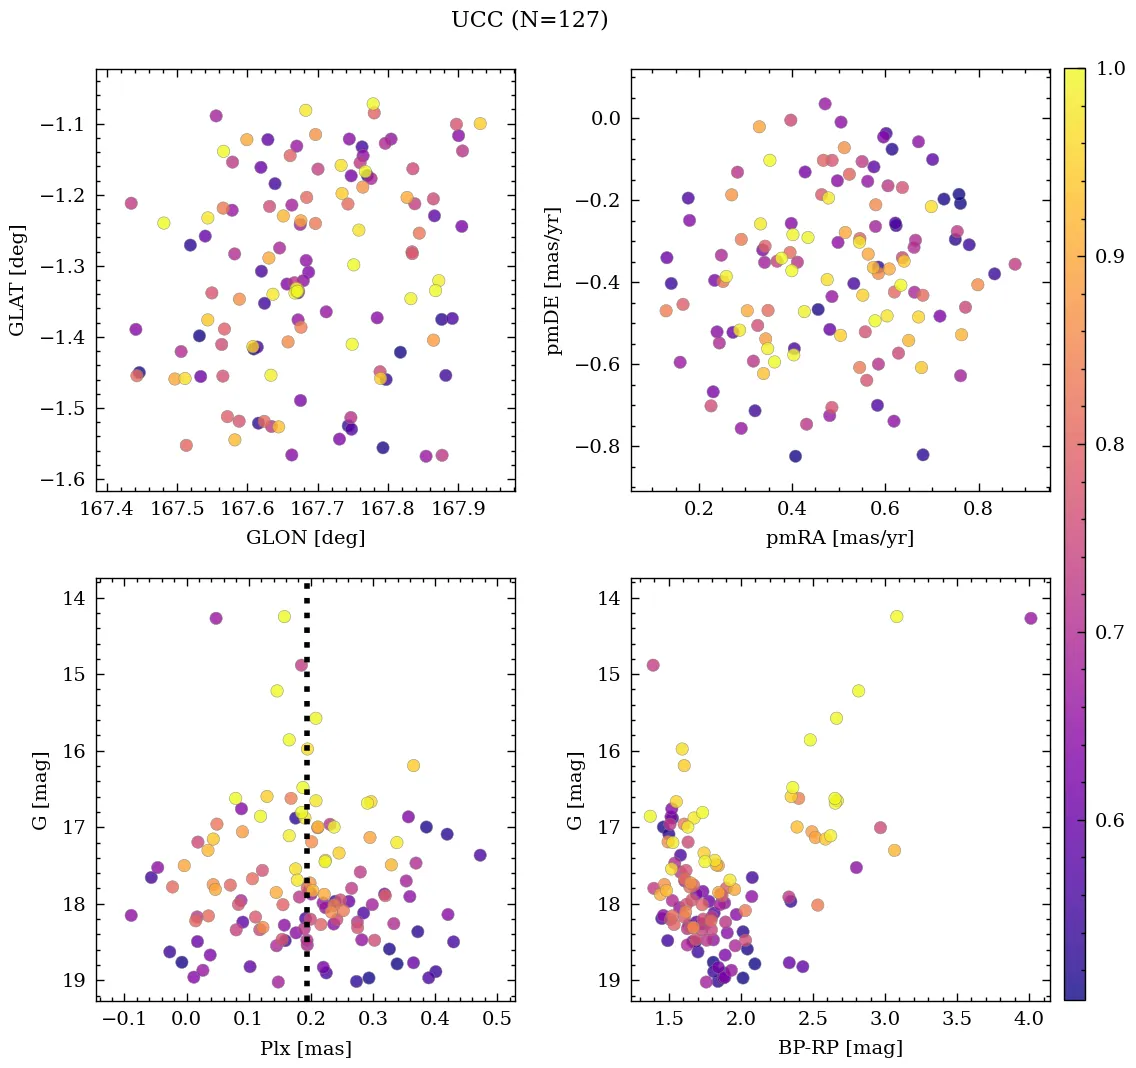 UCC (N=127)
−1.1
−1.2
−1.3
−1.4
−1.5
−1.6
GLAT [deg]
167.4 167.5 167.6 167.7 167.8 167.9
GLON [deg]
0.0
−0.2
−0.4
−0.6
−0.8
pmDE [mas/yr]
0.2 0.4 0.6 0.8
pmRA [mas/yr]
1.0
0.9
0.8
0.7
0.6
14
15
16
17
18
19
G [mag]
−0.1 0.0 0.1 0.2 0.3 0.4 0.5
Plx [mas]
14
15
16
17
18
19
G [mag]
1.5 2.0 2.5 3.0 3.5 4.0
BP-RP [mag]